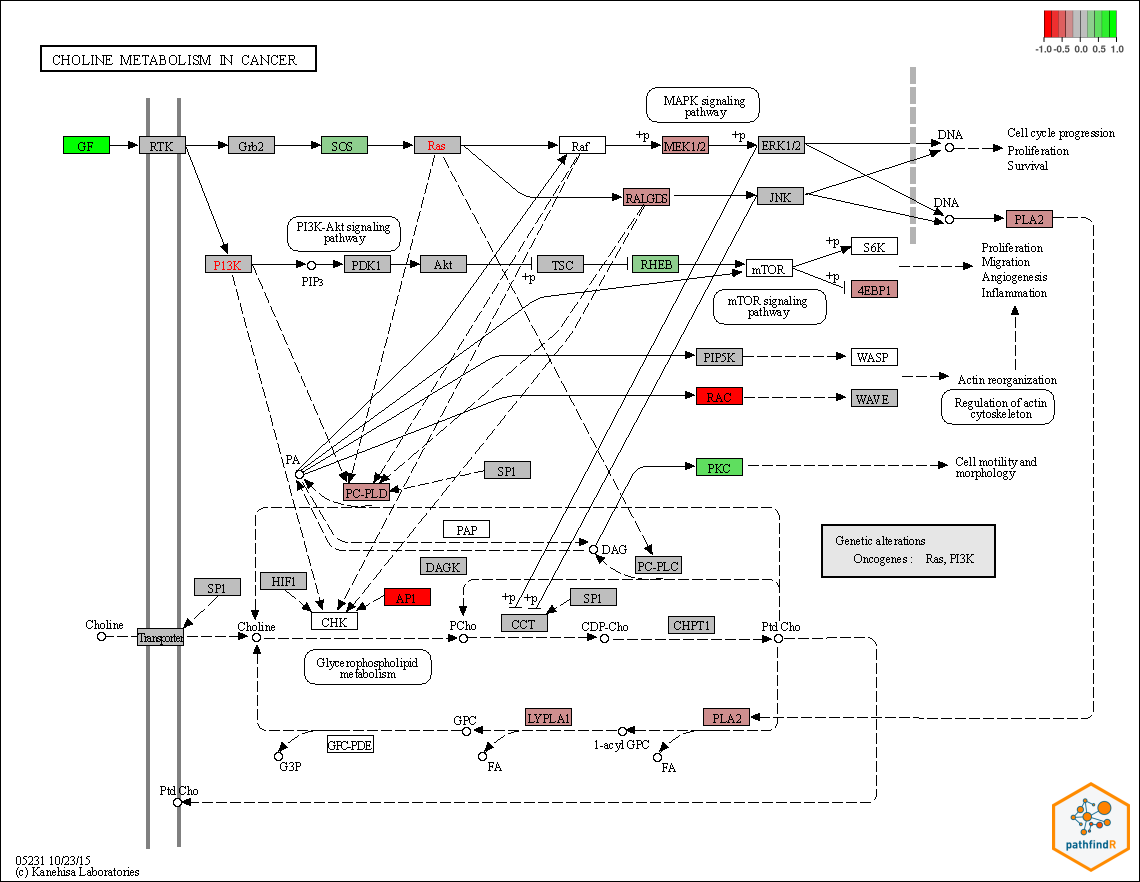 CHOLINE METABOLISM IN CANCER
-1.0 -0.5 0.0 0.5 1.0
MAPK signaling
pathway
GF
RTK
Grb2
SOS
Ras
Raf
+p
MEK1/2
+p
ERK1/2
DNA
Cell cycle progression
Proliferation
Survival
RALGDS
JNK
DNA
PLA2
PI3K-Akt signaling
pathway
P13K
PIP3
PDK1
Akt
+p
TSC
RHEB
mTOR
+p
S6K
+p
4EBP1
mTOR signaling
pathway
Proliferation
Migration
Angiogenesis
Inflammation
PIP5K
WASP
Actin reorganization
RAC
WAVE
Regulation of actin
cytoskeleton
PA
SP1
PKC
Cell motility and
morphology
PC-PLD
PAP
DAG
DAGK
PC-PLC
Genetic alterations
Oncogenes : Ras, PI3K
SP1
HIF1
AP1
CHK
+p
+p
SP1
CCT
CHPT1
Choline
Transporter
Choline
PCho
CDP-Cho
Ptd Cho
Glycerophospholipid
metabolism
GPC
LYPLA1
PLA2
GPC-PDE
1-acyl GPC
G3P
FA
FA
Ptd Cho
pathfindR
05231 10/23/15
(c) Kanehisa Laboratories